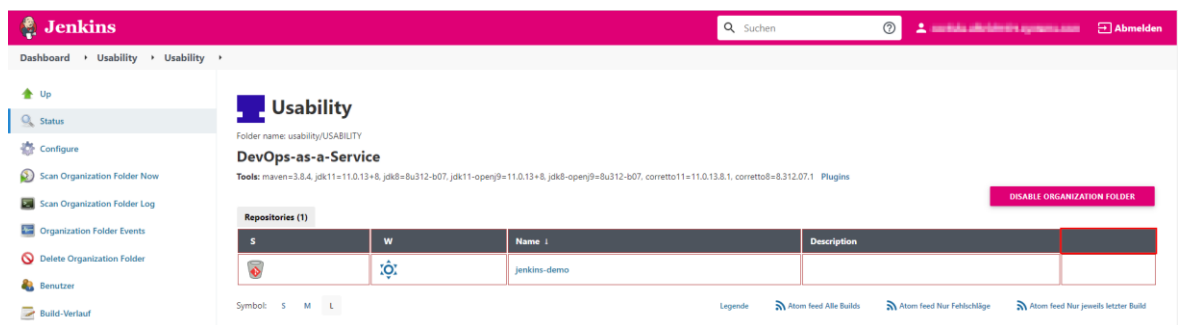 Jenkins
Suchen
Abmelden
Dashboard Usability Usability
Up
Status
Configure
Scan Organization Folder Now
Scan Organization Folder Log
Organization Folder Events
Delete Organization Folder
Benutzer
Build-Verlauf
Usability
Folder name: usability/USABILITY
DevOps-as-a-Service
Tools: maven=3.8.4, jdk11=11.0.13+8, jdk8=8u312-b07, jdk11-openj9=11.0.13+8, jdk8-openj9=8u312-b07, corretto11=11.0.13.8.1, corretto8=8.312.07.1 Plugins
DISABLE ORGANIZATION FOLDER
Repositories (1)
S W Name ↓ Description
jenkins-demo
Symbol: S M L
Legende Atom feed Alle Builds Atom feed Nur Fehlschläge Atom feed Nur jeweils letzter Build